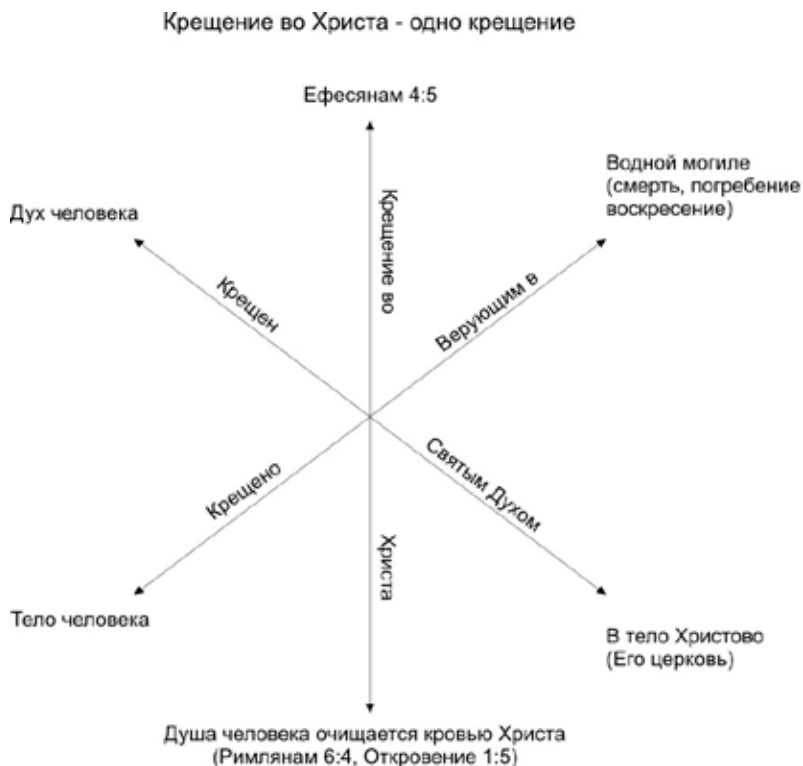 Крещение во Христа - одно крещение
Ефесянам 4:5
Водной могиле
(смерть, погребение
воскресение)
Дух человека
Крещение во
Крещен
Верующим в
Крещено
Святым Духом
Христа
Тело человека
В тело Христово
(Его церковь)
Душа человека очищается кровью Христа
(Римлянам 6:4, Откровение 1:5)